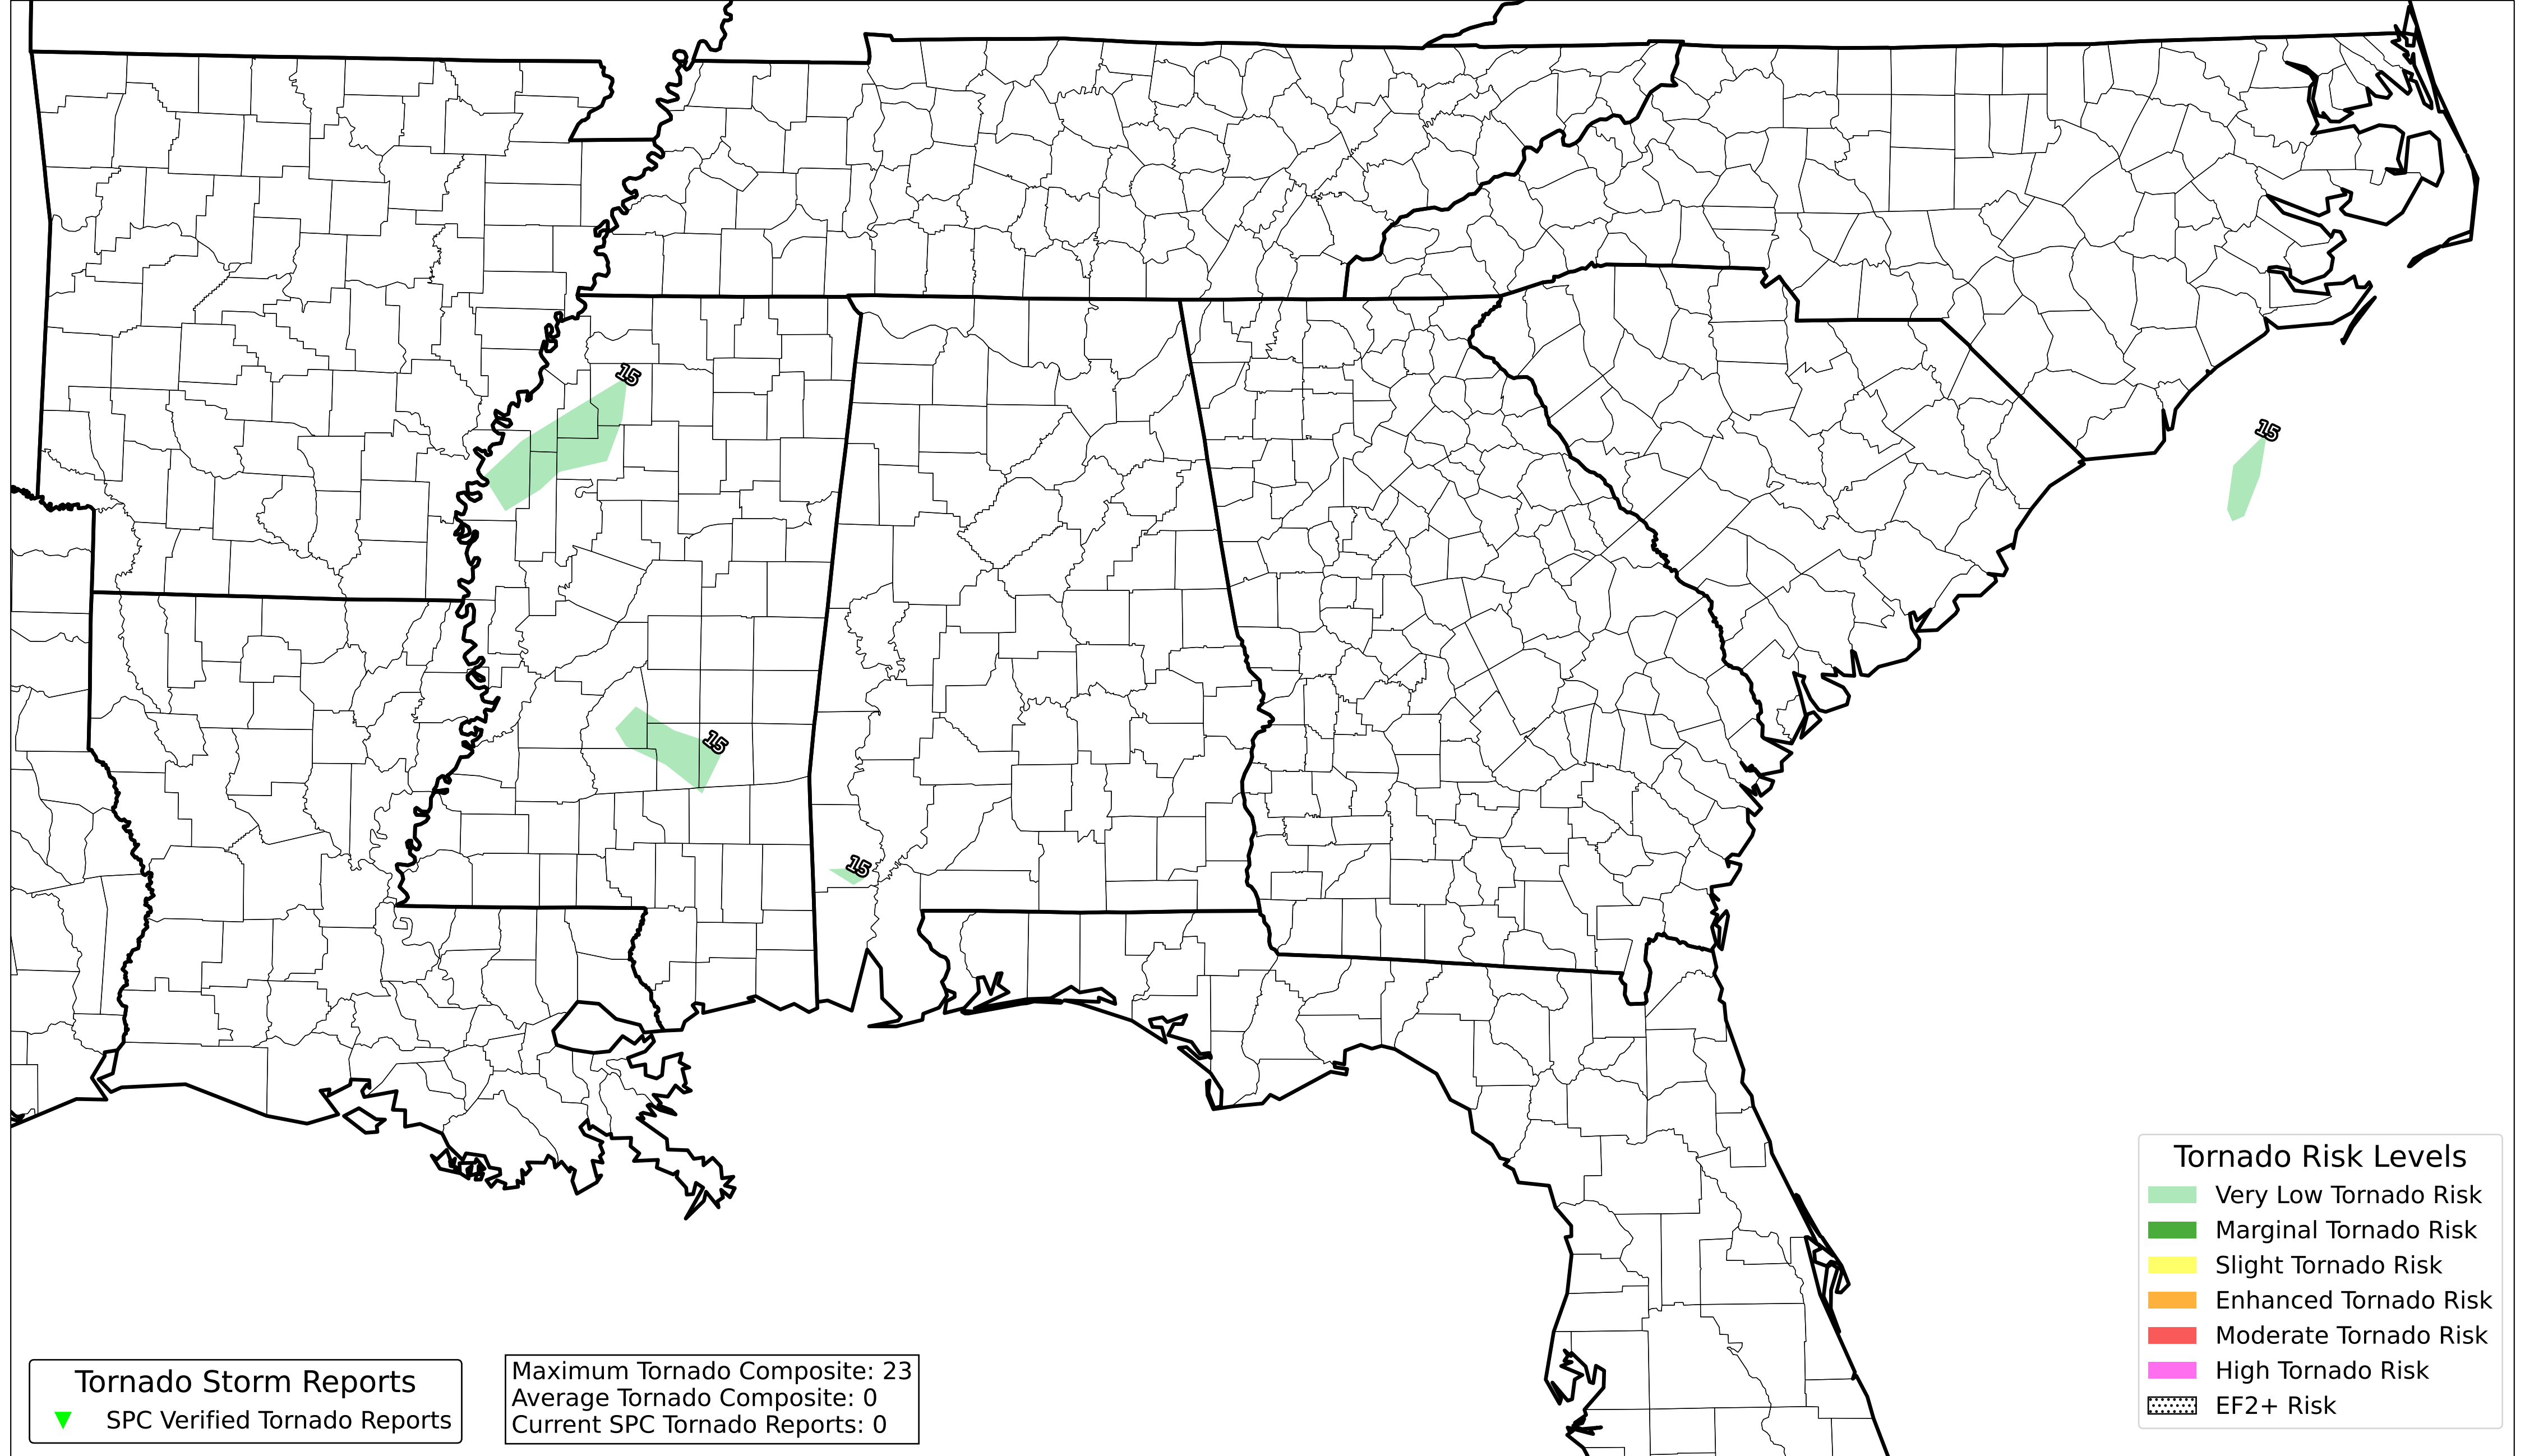 15
15
15
15
Tornado Risk Levels
Very Low Tornado Risk
Marginal Tornado Risk
Slight Tornado Risk
Enhanced Tornado Risk
Moderate Tornado Risk
High Tornado Risk
EF2+ Risk
Tornado Storm Reports
SPC Verified Tornado Reports
Maximum Tornado Composite: 23
Average Tornado Composite: 0
Current SPC Tornado Reports: 0